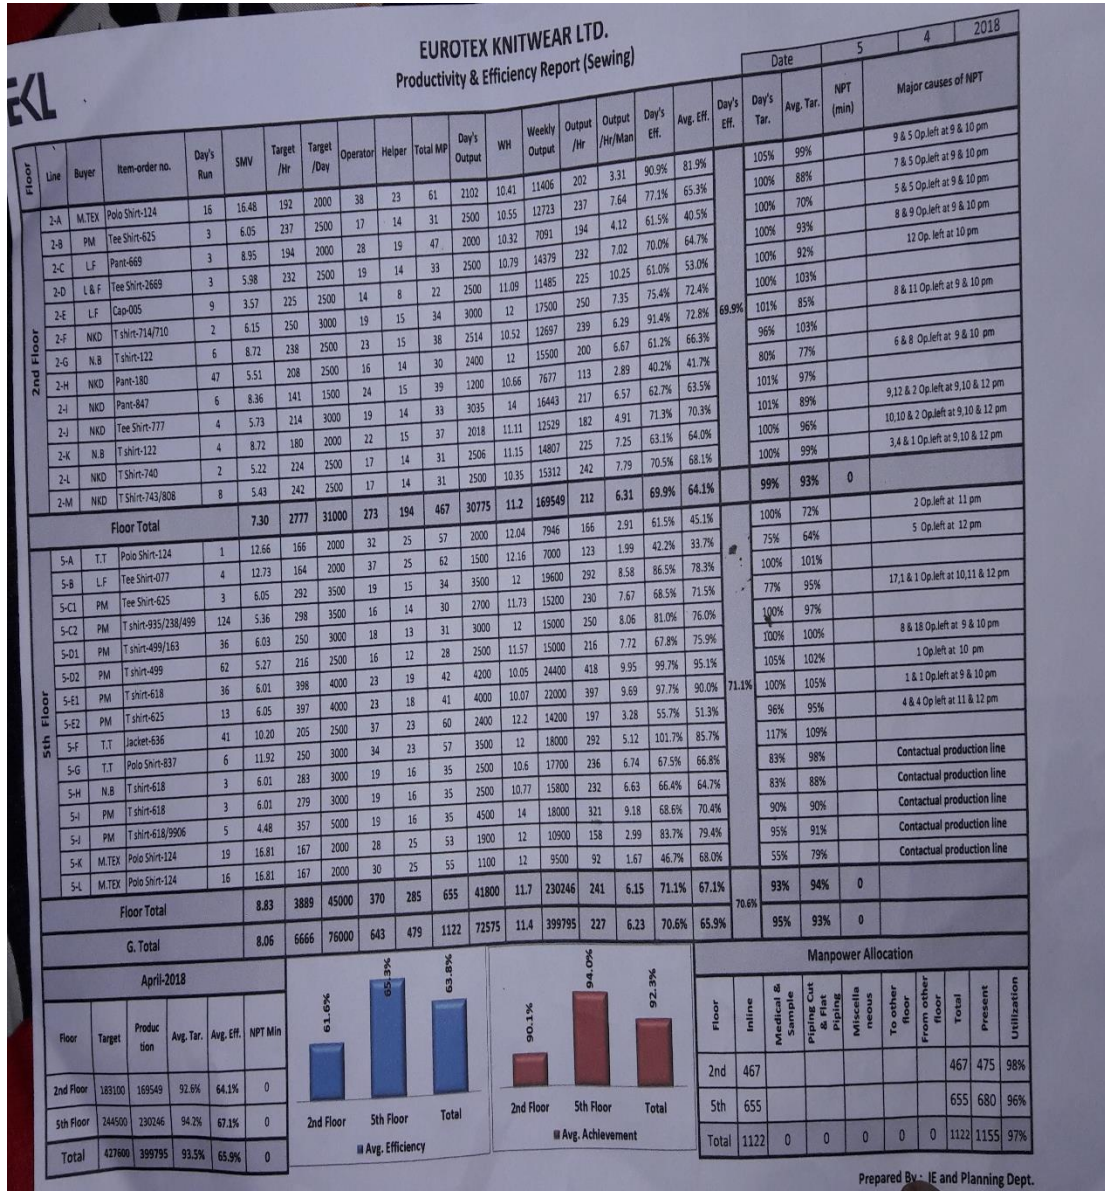 EKL
EUROTEX KNITWEAR LTD.
Productivity & Efficiency Report (Sewing)
Date 5 4 2018
Floor Line Buyer Item-order no. Day's Run SMV Target /Hr Target /Day Operator Helper Total MP Day's Output WH Weekly Output Output /Hr Output /Hr/Man Day's Eff. Avg. Eff. Day's Eff. Day's Tar. Avg. Tar. NPT (min) Major causes of NPT
2nd Floor
2-A M.TEX Polo Shirt-124 16 16.48 192 2000 38 23 61 2102 10.41 11406 202 3.31 90.9% 81.9% 105% 99% 9 & 5 Op.left at 9 & 10 pm
2-B PM Tee Shirt-625 3 6.05 237 2500 17 14 31 2500 10.55 12723 237 7.64 77.1% 65.3% 100% 88% 7 & 5 Op.left at 9 & 10 pm
2-C L.F Pant-669 3 8.95 194 2000 28 19 47 2000 10.32 7091 194 4.12 61.5% 40.5% 100% 70% 5 & 5 Op.left at 9 & 10 pm
2-D L & F Tee Shirt-2669 3 5.98 232 2500 19 14 33 2500 10.79 14379 232 7.02 70.0% 64.7% 100% 93% 8 & 9 Op.left at 9 & 10 pm
2-E L.F Cap-005 9 3.57 225 2500 14 8 22 2500 11.09 11485 225 10.25 61.0% 53.0% 100% 92% 12 Op. left at 10 pm
2-F NKD T shirt-714/710 2 6.15 250 3000 19 15 34 3000 12 17500 250 7.35 75.4% 72.4% 69.9% 100% 103%
2-G N.B T shirt-122 6 8.72 238 2500 23 15 38 2514 10.52 12697 239 6.29 91.4% 72.8% 101% 85% 8 & 11 Op.left at 9 & 10 pm
2-H NKD Pant-180 47 5.51 208 2500 16 14 30 2400 12 15500 200 6.67 61.2% 66.3% 96% 103%
2-I NKD Pant-847 6 8.36 141 1500 24 15 39 1200 10.66 7677 113 2.89 40.2% 41.7% 80% 77% 6 & 8 Op.left at 9 & 10 pm
2-J NKD Tee Shirt-777 4 5.73 214 3000 19 14 33 3035 14 16443 217 6.57 62.7% 63.5% 101% 97%
2-K N.B T shirt-122 4 8.72 180 2000 22 15 37 2018 11.11 12529 182 4.91 71.3% 70.3% 101% 89% 9,12 & 2 Op.left at 9,10 & 12 pm
2-L NKD T Shirt-740 2 5.22 224 2500 17 14 31 2506 11.15 14807 225 7.25 63.1% 64.0% 100% 96% 10,10 & 2 Op.left at 9,10 & 12 pm
2-M NKD T Shirt-743/808 8 5.43 242 2500 17 14 31 2500 10.35 15312 242 7.79 70.5% 68.1% 100% 99% 3,4 & 1 Op.left at 9,10 & 12 pm
Floor Total 7.30 2777 31000 273 194 467 30775 11.2 169549 212 6.31 69.9% 64.1% 99% 93% 0
5th Floor
5-A T.T Polo Shirt-124 1 12.66 166 2000 32 25 57 2000 12.04 7946 166 2.91 61.5% 45.1% 100% 72% 2 Op.left at 11 pm
5-B L.F Tee Shirt-077 4 12.73 164 2000 37 25 62 1500 12.16 7000 123 1.99 42.2% 33.7% 75% 64% 5 Op.left at 12 pm
5-C1 PM Tee Shirt-625 3 6.05 292 3500 19 15 34 3500 12 19600 292 8.58 86.5% 78.3% 100% 101%
5-C2 PM T shirt-935/238/499 124 5.36 298 3500 16 14 30 2700 11.73 15200 230 7.67 68.5% 71.5% 77% 95% 17,1 & 1 Op.left at 10,11 & 12 pm
5-D1 PM T shirt-499/163 36 6.03 250 3000 18 13 31 3000 12 15000 250 8.06 81.0% 76.0% 100% 97%
5-D2 PM T shirt-499 62 5.27 216 2500 16 12 28 2500 11.57 15000 216 7.72 67.8% 75.9% 100% 100% 8 & 18 Op.left at 9 & 10 pm
5-E1 PM T shirt-618 36 6.01 398 4000 23 19 42 4200 10.05 24400 418 9.95 99.7% 95.1% 105% 102% 1 Op.left at 10 pm
5-E2 PM T shirt-625 13 6.05 397 4000 23 18 41 4000 10.07 22000 397 9.69 97.7% 90.0% 71.1% 100% 105% 1 & 1 Op.left at 9 & 10 pm
5-F T.T Jacket-636 41 10.20 205 2500 37 23 60 2400 12.2 14200 197 3.28 55.7% 51.3% 96% 95% 4 & 4 Op left at 11 & 12 pm
5-G T.T Polo Shirt-837 6 11.92 250 3000 34 23 57 3500 12 18000 292 5.12 101.7% 85.7% 117% 109%
5-H N.B T shirt-618 3 6.01 283 3000 19 16 35 2500 10.6 17700 236 6.74 67.5% 66.8% 83% 98% Contactual production line
5-I PM T shirt-618 3 6.01 279 3000 19 16 35 2500 10.77 15800 232 6.63 66.4% 64.7% 83% 88% Contactual production line
5-J PM T shirt-618/9906 5 4.48 357 5000 19 16 35 4500 14 18000 321 9.18 68.6% 70.4% 90% 90% Contactual production line
5-K M.TEX Polo Shirt-124 19 16.81 167 2000 28 25 53 1900 12 10900 158 2.99 83.7% 79.4% 95% 91% Contactual production line
5-L M.TEX Polo Shirt-124 16 16.81 167 2000 30 25 55 1100 12 9500 92 1.67 46.7% 68.0% 55% 79% Contactual production line
Floor Total 8.83 3889 45000 370 285 655 41800 11.7 230246 241 6.15 71.1% 67.1% 93% 94% 0
70.6%
G. Total 8.06 6666 76000 643 479 1122 72575 11.4 399795 227 6.23 70.6% 65.9% 95% 93% 0
April-2018
Floor Target Produc tion Avg. Tar. Avg. Eff. NPT Min
2nd Floor 183100 169549 92.6% 64.1% 0
5th Floor 244500 230246 94.2% 67.1% 0
Total 427600 399795 93.5% 65.9% 0
61.6% 65.3% 63.8%
2nd Floor 5th Floor Total
Avg. Efficiency
90.1% 94.0% 92.3%
2nd Floor 5th Floor Total
Avg. Achievement
Manpower Allocation
Floor Inline Medical & Sample Piping Cut & Flat Piping Miscella neous To other floor From other floor Total Present Utilization
2nd 467 467 475 98%
5th 655 655 680 96%
Total 1122 0 0 0 0 0 1122 1155 97%
Prepared By : IE and Planning Dept.